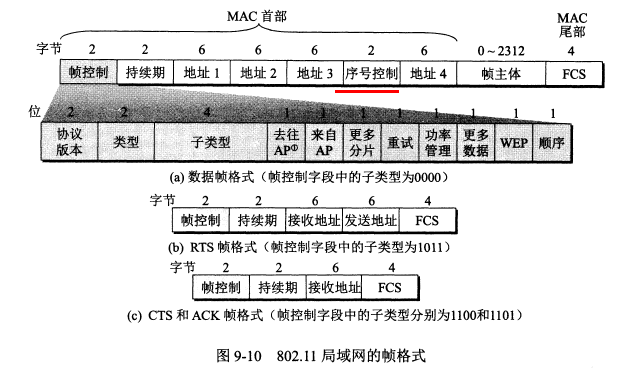 MAC 首部
MAC
尾部
字节 2 2 6 6 6 2 6 0～2312 4
帧控制 持续期 地址 1 地址 2 地址 3 序号控制 地址 4 帧主体 FCS
位 2 2 4 1 1 1 1 1 1 1 1
协议版本 类型 子类型 去往AP① 来自AP 更多分片 重试 功率管理 更多数据 WEP 顺序
(a) 数据帧格式（帧控制字段中的子类型为0000）
字节 2 2 6 6 4
帧控制 持续期 接收地址 发送地址 FCS
(b) RTS 帧格式（帧控制字段中的子类型为1011）
字节 2 2 6 4
帧控制 持续期 接收地址 FCS
(c) CTS 和 ACK 帧格式（帧控制字段中的子类型分别为1100和1101）
图 9-10 802.11 局域网的帧格式